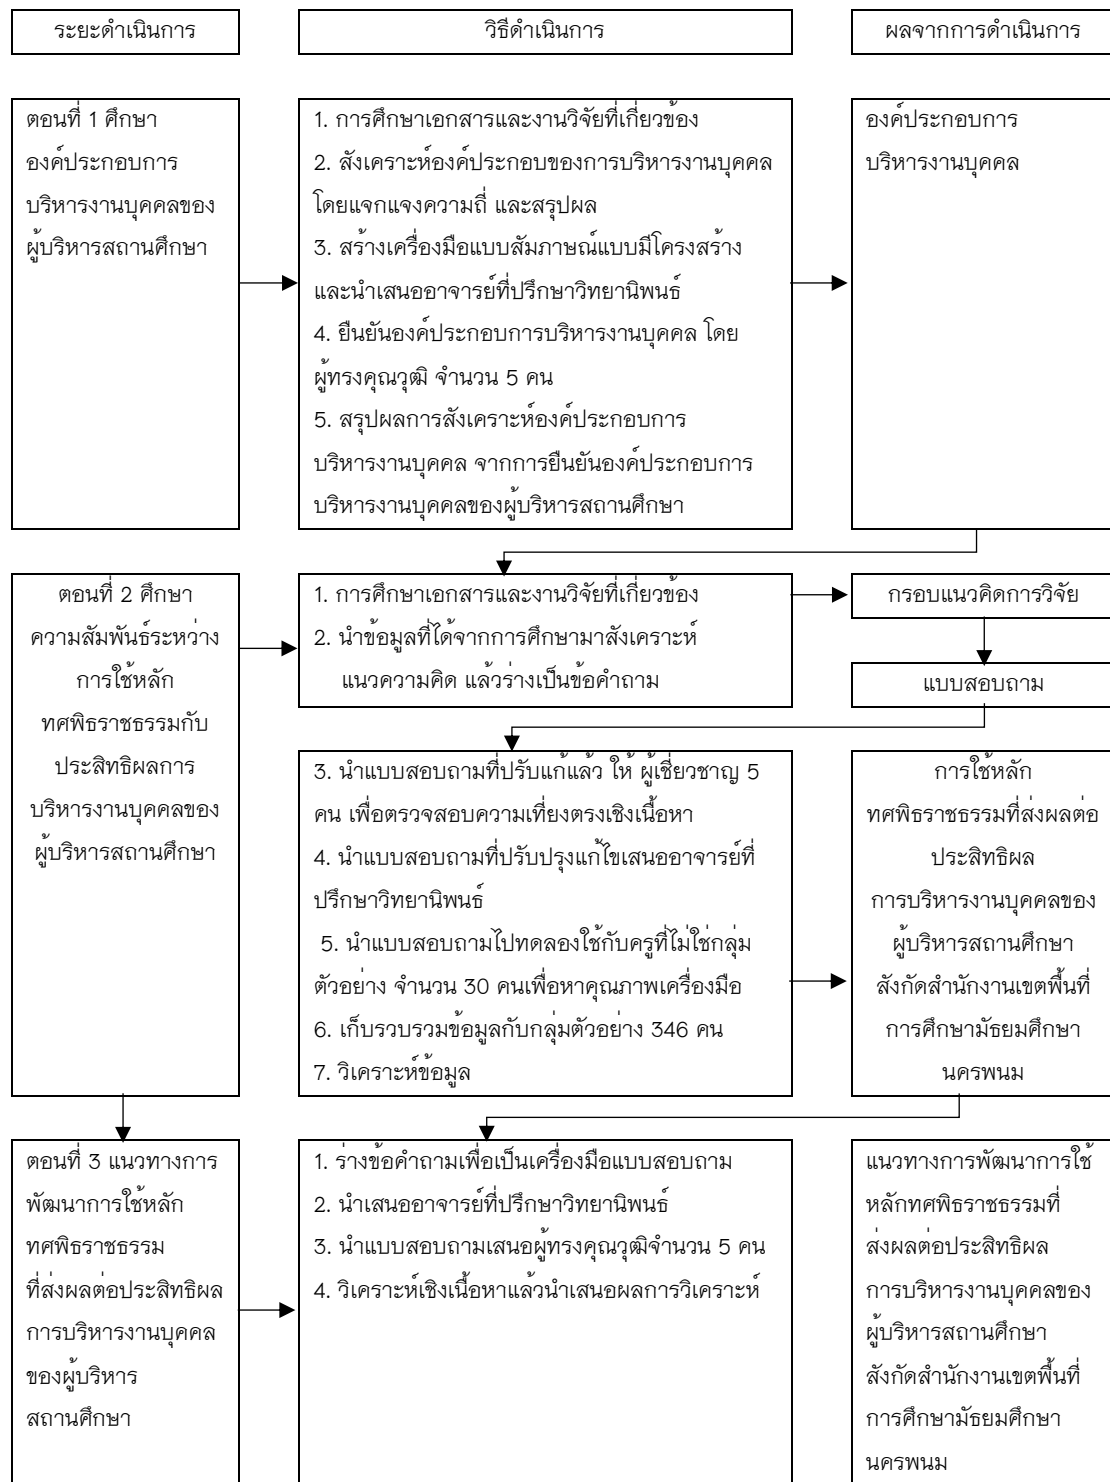 ระยะดำเนินการ
วิธีดำเนินการ
ผลจากการดำเนินการ
ตอนที่ 1 ศึกษา
องค์ประกอบการ
บริหารงานบุคคลของ
ผู้บริหารสถานศึกษา
1. การศึกษาเอกสารและงานวิจัยที่เกี่ยวข้อง
2. สังเคราะห์องค์ประกอบของการบริหารงานบุคคล
โดยแจกแจงความถี่ และสรุปผล
3. สร้างเครื่องมือแบบสัมภาษณ์แบบมีโครงสร้าง
และนำเสนออาจารย์ที่ปรึกษาวิทยานิพนธ์
4. ยืนยันองค์ประกอบการบริหารงานบุคคล โดย
ผู้ทรงคุณวุฒิ จำนวน 5 คน
5. สรุปผลการสังเคราะห์องค์ประกอบการ
บริหารงานบุคคล จากการยืนยันองค์ประกอบการ
บริหารงานบุคคลของผู้บริหารสถานศึกษา
องค์ประกอบการ
บริหารงานบุคคล
ตอนที่ 2 ศึกษา
ความสัมพันธ์ระหว่าง
การใช้หลัก
ทศพิธราชธรรมกับ
ประสิทธิผลการ
บริหารงานบุคคลของ
ผู้บริหารสถานศึกษา
1. การศึกษาเอกสารและงานวิจัยที่เกี่ยวข้อง
2. นำข้อมูลที่ได้จากการศึกษามาสังเคราะห์
แนวความคิด แล้วร่างเป็นข้อคำถาม
กรอบแนวคิดการวิจัย
แบบสอบถาม
3. นำแบบสอบถามที่ปรับแก้แล้ว ให้ ผู้เชี่ยวชาญ 5
คน เพื่อตรวจสอบความเที่ยงตรงเชิงเนื้อหา
4. นำแบบสอบถามที่ปรับปรุงแก้ไขเสนออาจารย์ที่
ปรึกษาวิทยานิพนธ์
5. นำแบบสอบถามไปทดลองใช้กับครูที่ไม่ใช่กลุ่ม
ตัวอย่าง จำนวน 30 คนเพื่อหาคุณภาพเครื่องมือ
6. เก็บรวบรวมข้อมูลกับกลุ่มตัวอย่าง 346 คน
7. วิเคราะห์ข้อมูล
การใช้หลัก
ทศพิธราชธรรมที่ส่งผลต่อ
ประสิทธิผล
การบริหารงานบุคคลของ
ผู้บริหารสถานศึกษา
สังกัดสำนักงานเขตพื้นที่
การศึกษามัธยมศึกษา
นครพนม
ตอนที่ 3 แนวทางการ
พัฒนาการใช้หลัก
ทศพิธราชธรรม
ที่ส่งผลต่อประสิทธิผล
การบริหารงานบุคคล
ของผู้บริหาร
สถานศึกษา
1. ร่างข้อคำถามเพื่อเป็นเครื่องมือแบบสอบถาม
2. นำเสนออาจารย์ที่ปรึกษาวิทยานิพนธ์
3. นำแบบสอบถามเสนอผู้ทรงคุณวุฒิจำนวน 5 คน
4. วิเคราะห์เชิงเนื้อหาแล้วนำเสนอผลการวิเคราะห์
แนวทางการพัฒนาการใช้
หลักทศพิธราชธรรมที่
ส่งผลต่อประสิทธิผล
การบริหารงานบุคคลของ
ผู้บริหารสถานศึกษา
สังกัดสำนักงานเขตพื้นที่
การศึกษามัธยมศึกษา
นครพนม